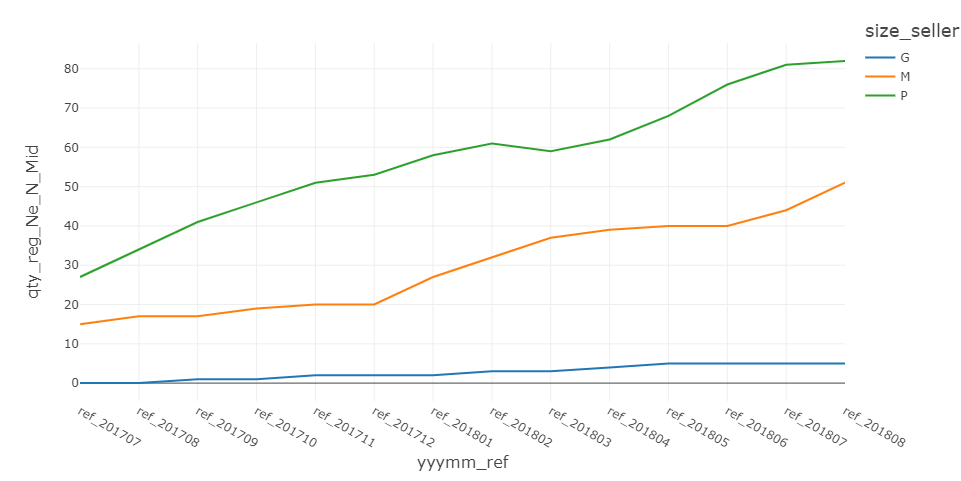 size_seller
G
M
P
qty_reg_Ne_N_Mid
80
70
60
50
40
30
20
10
0
ref_201707
ref_201708
ref_201709
ref_201710
ref_201711
ref_201712
ref_201801
ref_201802
ref_201803
ref_201804
ref_201805
ref_201806
ref_201807
ref_201808
yyymm_ref